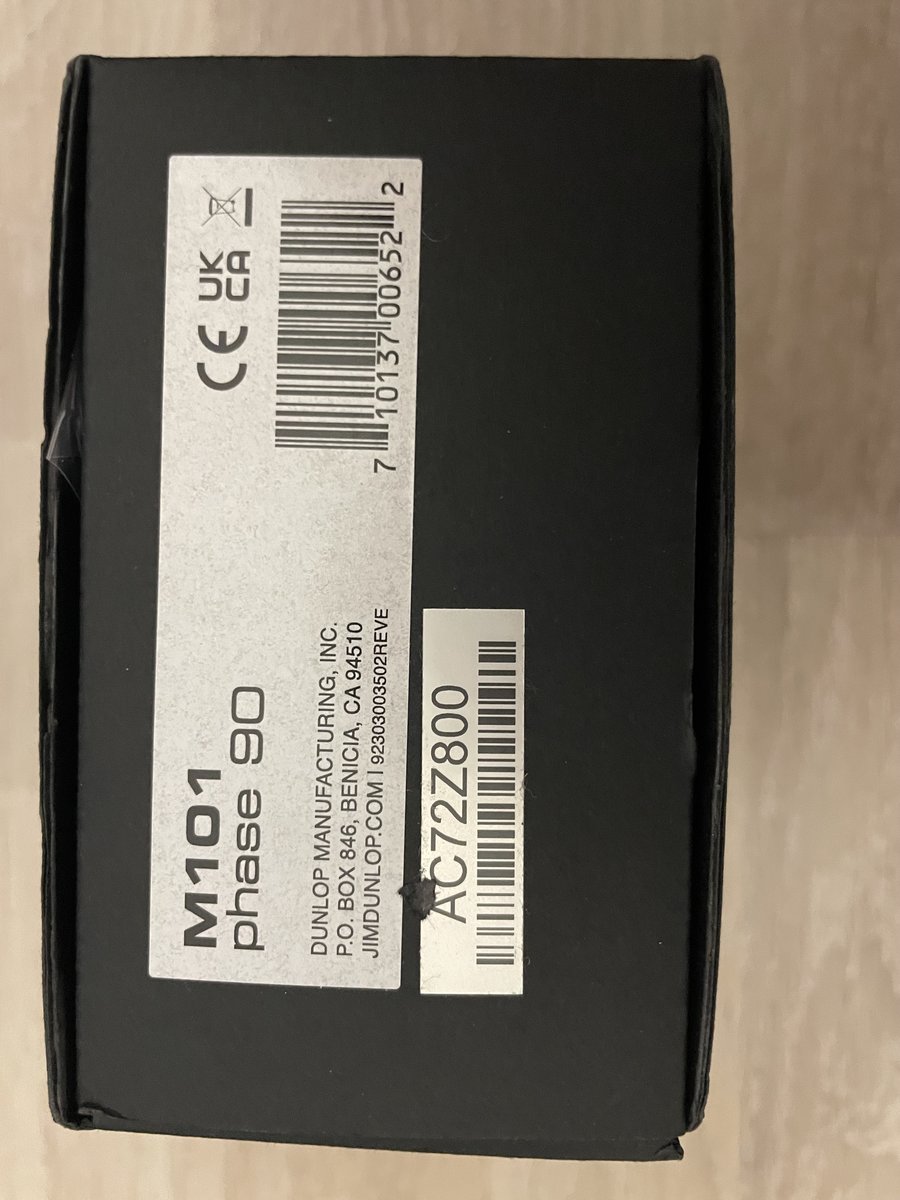 M101
phase 90
DUNLOP MANUFACTURING, INC.
P.O. BOX 846, BENICIA, CA 94510
JIMDUNLOP.COM | 92303003502REVE
CE UK
CA
7 10137 00652 2
AC72Z800